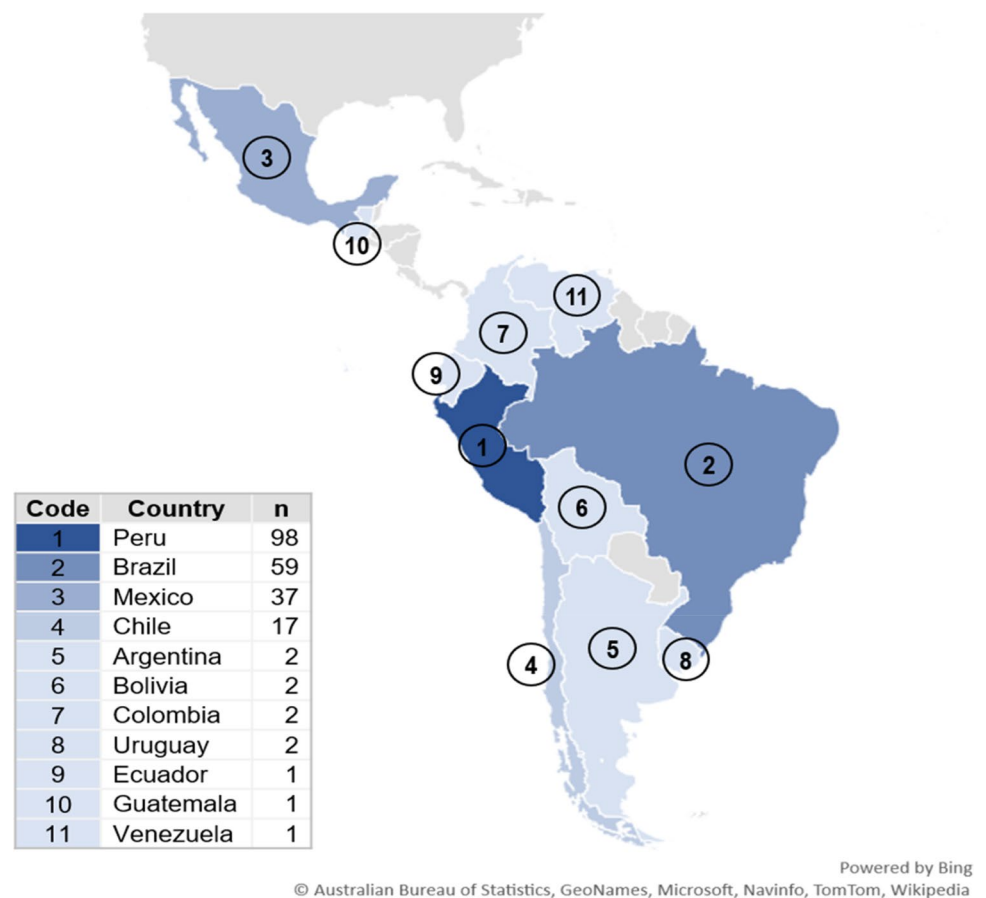 3
10
11
7
9
1
2
6
5
4
8
Code Country n
1 Peru 98
2 Brazil 59
3 Mexico 37
4 Chile 17
5 Argentina 2
6 Bolivia 2
7 Colombia 2
8 Uruguay 2
9 Ecuador 1
10 Guatemala 1
11 Venezuela 1
Powered by Bing
© Australian Bureau of Statistics, GeoNames, Microsoft, Navinfo, TomTom, Wikipedia